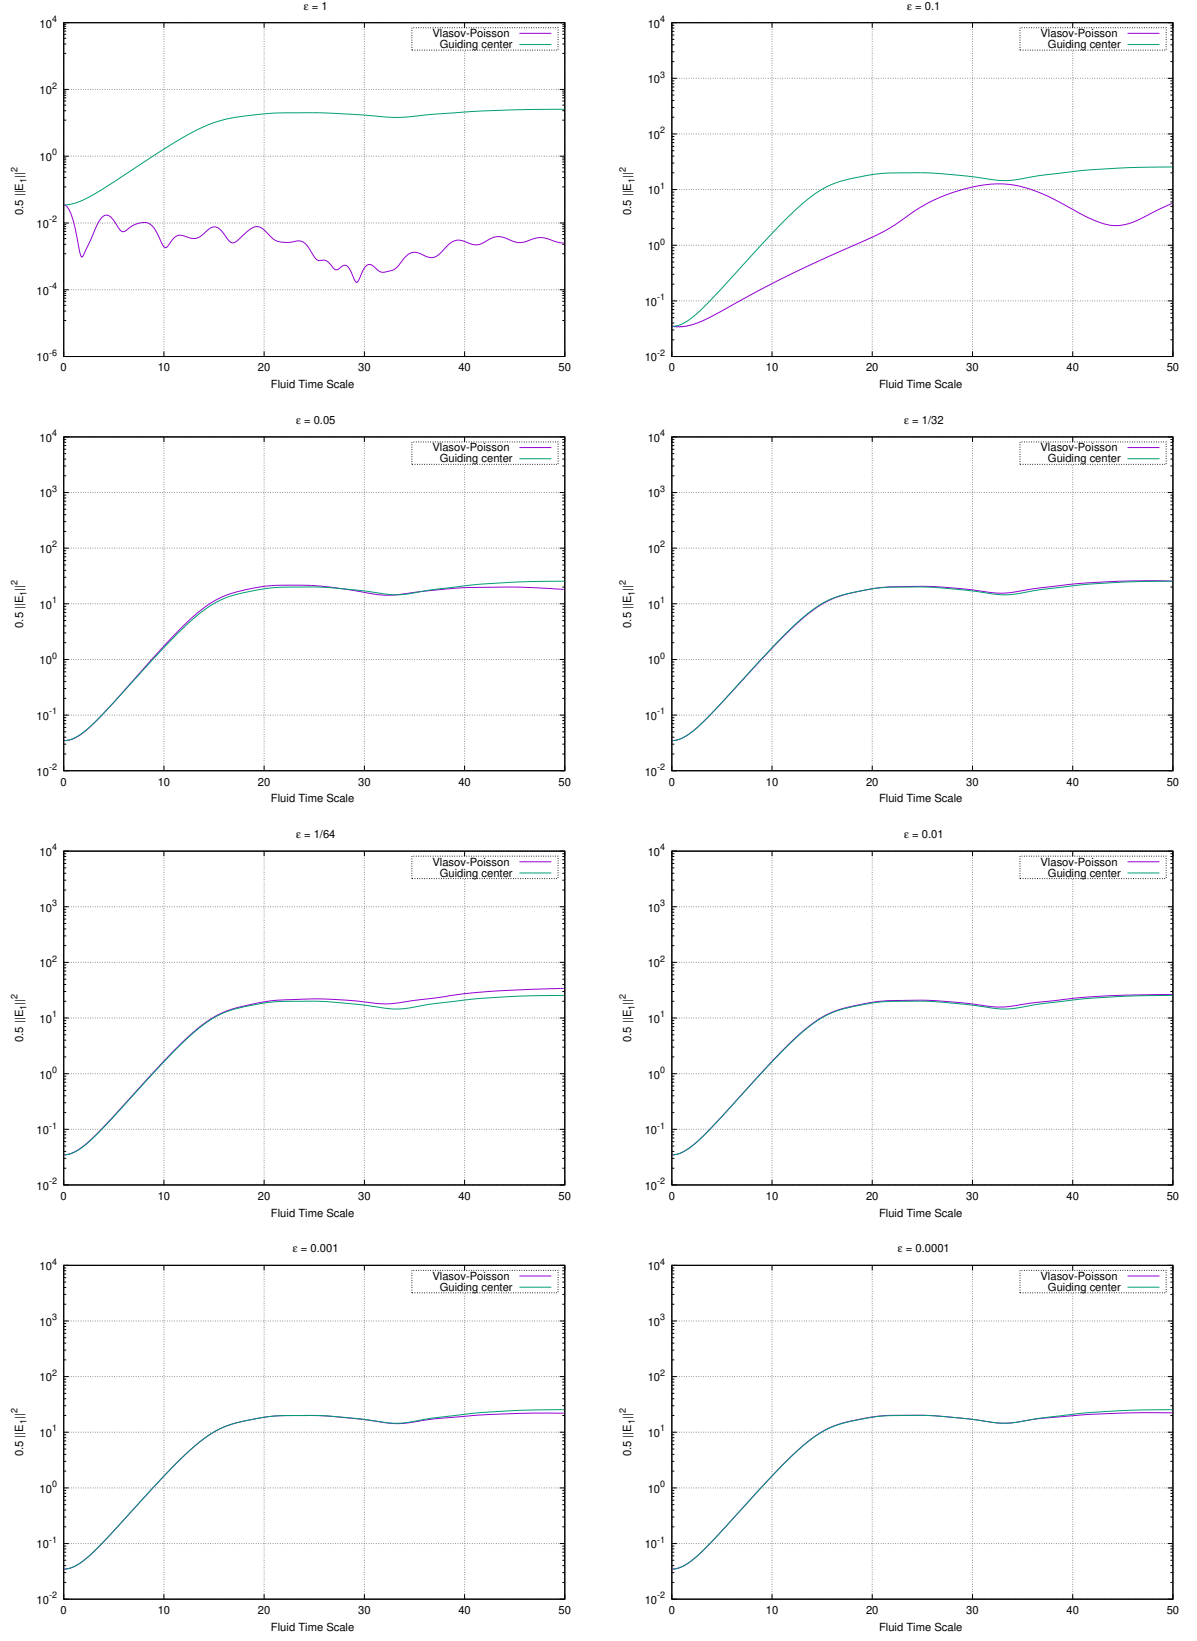 ε = 1
Vlasov-Poisson
Guiding center
10^4
10^2
10^0
10^-2
10^-4
10^-6
0.5 ||E_1||^2
0 10 20 30 40 50
Fluid Time Scale
ε = 0.1
Vlasov-Poisson
Guiding center
10^4
10^3
10^2
10^1
10^0
10^-1
10^-2
0.5 ||E_1||^2
0 10 20 30 40 50
Fluid Time Scale
ε = 0.05
Vlasov-Poisson
Guiding center
10^4
10^3
10^2
10^1
10^0
10^-1
10^-2
0.5 ||E_1||^2
0 10 20 30 40 50
Fluid Time Scale
ε = 1/32
Vlasov-Poisson
Guiding center
10^4
10^3
10^2
10^1
10^0
10^-1
10^-2
0.5 ||E_1||^2
0 10 20 30 40 50
Fluid Time Scale
ε = 1/64
Vlasov-Poisson
Guiding center
10^4
10^3
10^2
10^1
10^0
10^-1
10^-2
0.5 ||E_1||^2
0 10 20 30 40 50
Fluid Time Scale
ε = 0.01
Vlasov-Poisson
Guiding center
10^4
10^3
10^2
10^1
10^0
10^-1
10^-2
0.5 ||E_1||^2
0 10 20 30 40 50
Fluid Time Scale
ε = 0.001
Vlasov-Poisson
Guiding center
10^4
10^3
10^2
10^1
10^0
10^-1
10^-2
0.5 ||E_1||^2
0 10 20 30 40 50
Fluid Time Scale
ε = 0.0001
Vlasov-Poisson
Guiding center
10^4
10^3
10^2
10^1
10^0
10^-1
10^-2
0.5 ||E_1||^2
0 10 20 30 40 50
Fluid Time Scale